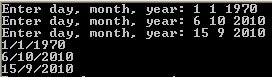 Enter day, month, year: 1 1 1970
Enter day, month, year: 6 10 2010
Enter day, month, year: 15 9 2010
1/1/1970
6/10/2010
15/9/2010